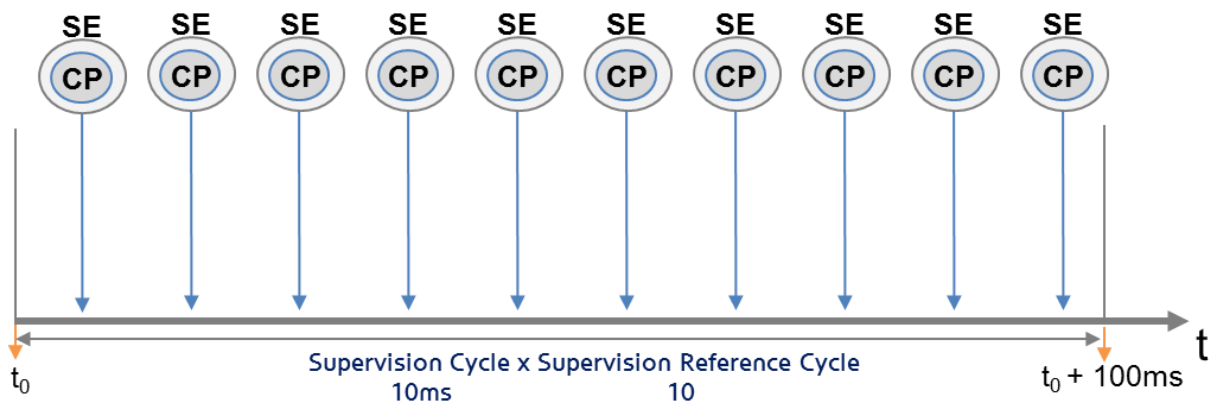 SE SE SE SE SE SE SE SE SE SE
CP CP CP CP CP CP CP CP CP CP
t
Supervision Cycle x Supervision Reference Cycle
10ms 10
t₀ t₀ + 100ms